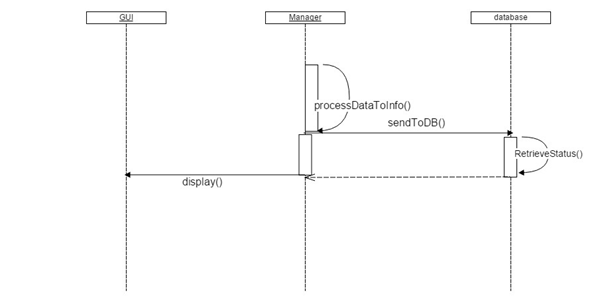 GUI
Manager
database
processDataToInfo()
sendToDB()
RetrieveStatus()
display()